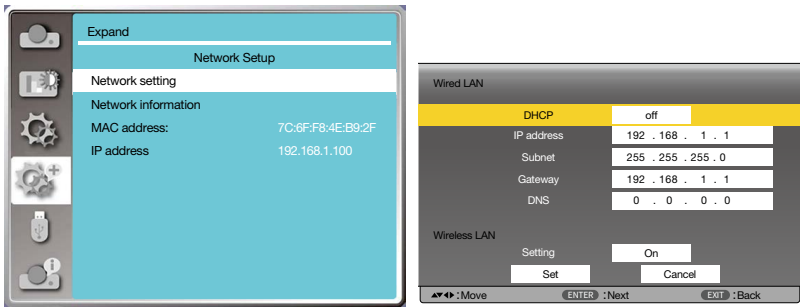 Expand
Network Setup
Network setting
Network information
MAC address: 7C:6F:F8:4E:B9:2F
IP address 192.168.1.100
Wired LAN
DHCP off
IP address 192 . 168 . 1 . 1
Subnet 255 . 255 . 255 . 0
Gateway 192 . 168 . 1 . 1
DNS 0 . 0 . 0 . 0
Wireless LAN
Setting On
Set Cancel
▲▼◀▶ :Move ENTER :Next EXIT :Back